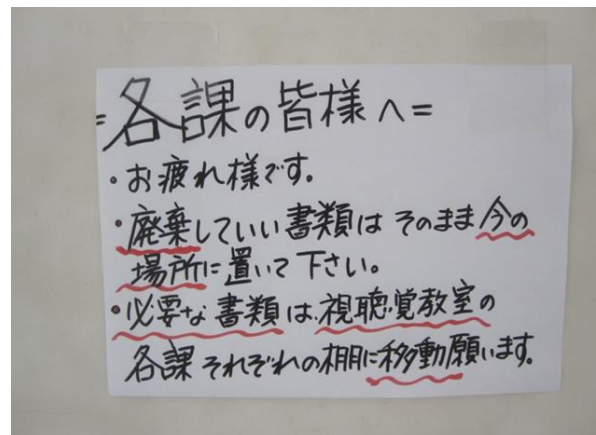 =各課の皆様へ=
・お疲れ様です。
・廃棄していい書類はそのまま今の
場所に置いて下さい。
・必要な書類は、視聴覚教室の
各課それぞれの棚に移動願います。